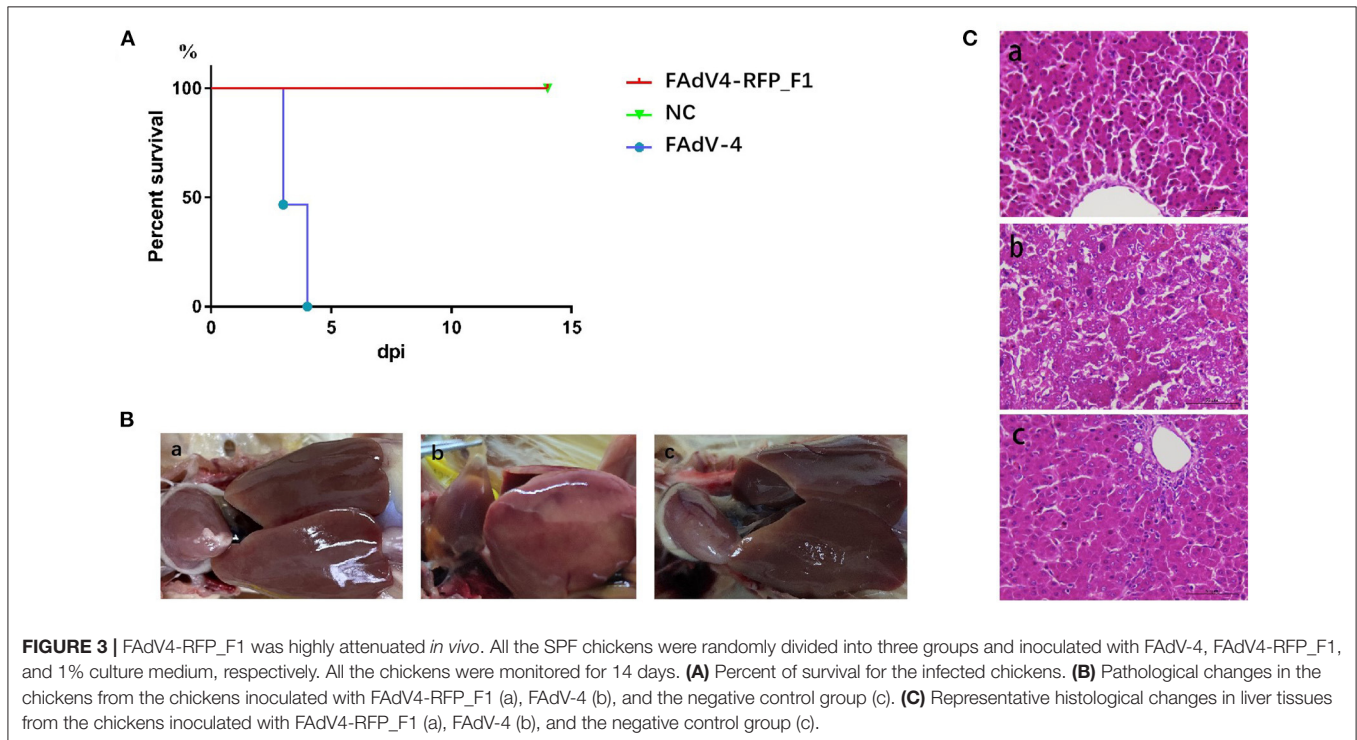 A
%
100
50
0
Percent survival
0
5
10
15
dpi
FAdV4-RFP_F1
NC
FAdV-4
B
a
b
c
C
a
b
c
FIGURE 3 | FAdV4-RFP_F1 was highly attenuated in vivo. All the SPF chickens were randomly divided into three groups and inoculated with FAdV-4, FAdV4-RFP_F1,
and 1% culture medium, respectively. All the chickens were monitored for 14 days. (A) Percent of survival for the infected chickens. (B) Pathological changes in the
chickens from the chickens inoculated with FAdV4-RFP_F1 (a), FAdV-4 (b), and the negative control group (c). (C) Representative histological changes in liver tissues
from the chickens inoculated with FAdV4-RFP_F1 (a), FAdV-4 (b), and the negative control group (c).